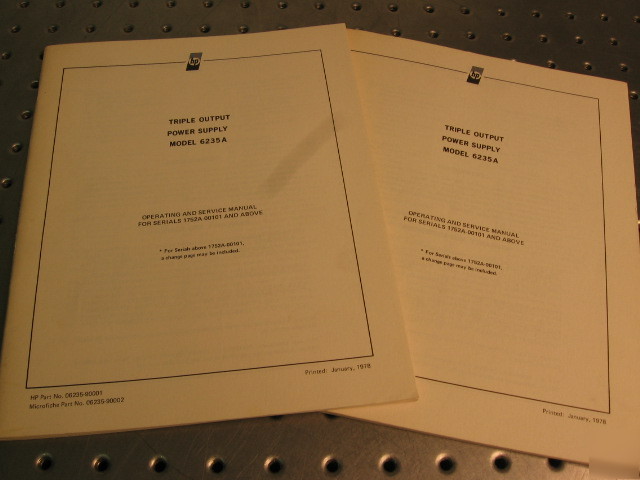 hp
TRIPLE OUTPUT
POWER SUPPLY
MODEL 6235A
OPERATING AND SERVICE MANUAL
FOR SERIALS 1752A-00101 AND ABOVE
* For Serials above 1752A-00101,
a change page may be included.
HP Part No. 06235-90001
Microfiche Part No. 06235-90002
Printed: January, 1978
hp
TRIPLE OUTPUT
POWER SUPPLY
MODEL 6235A
OPERATING AND SERVICE MANUAL
FOR SERIALS 1752A-00101 AND ABOVE
* For Serials above 1752A-00101,
a change page may be included.
Printed: January, 1978